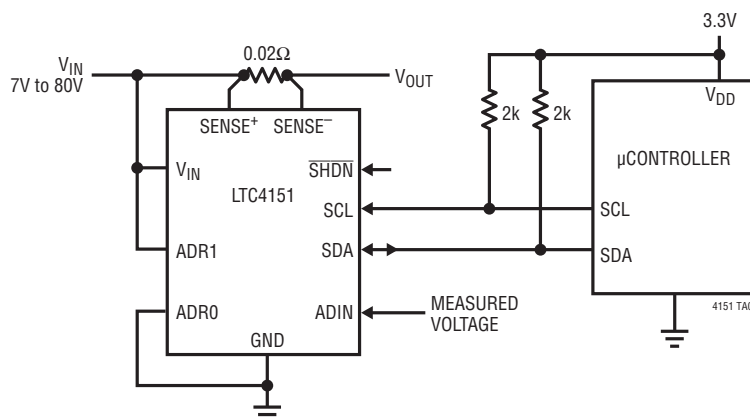 3.3V
0.02Ω
VIN
7V to 80V
VOUT
VDD
2k
2k
SENSE+
SENSE–
μCONTROLLER
VIN
SHDN
LTC4151
SCL
SCL
SDA
SDA
ADR1
ADR0
ADIN
MEASURED
VOLTAGE
GND
4151